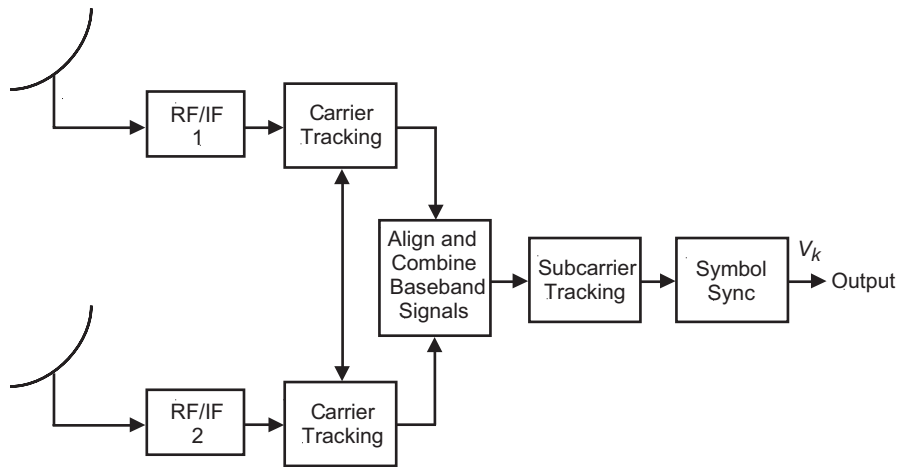 RF/IF
1
Carrier
Tracking
Align and
Combine
Baseband
Signals
Subcarrier
Tracking
Symbol
Sync
Vk
Output
RF/IF
2
Carrier
Tracking